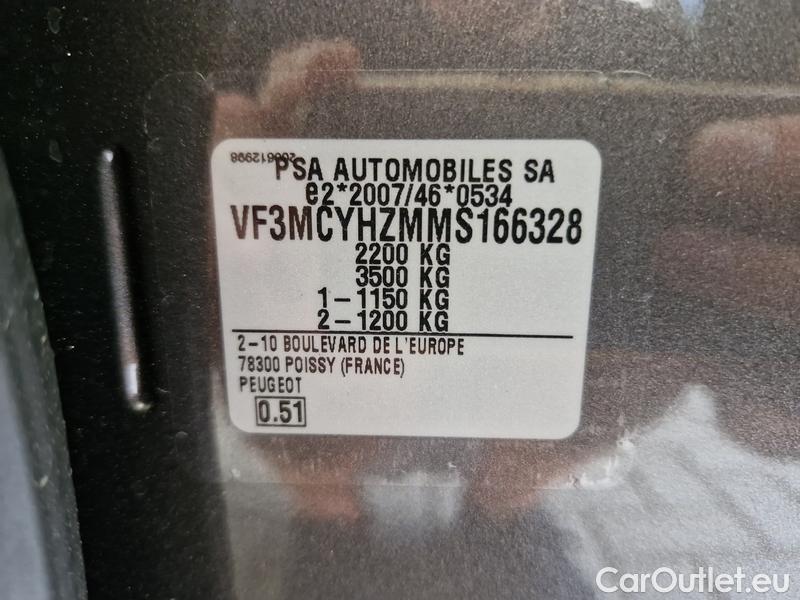 200612998
PSA AUTOMOBILES SA
e2*2007/46*0534
VF3MCYHZMMS166328
2200 KG
3500 KG
1-1150 KG
2-1200 KG
2-10 BOULEVARD DE L'EUROPE
78300 POISSY (FRANCE)
PEUGEOT
0.51
CarOutlet.eu